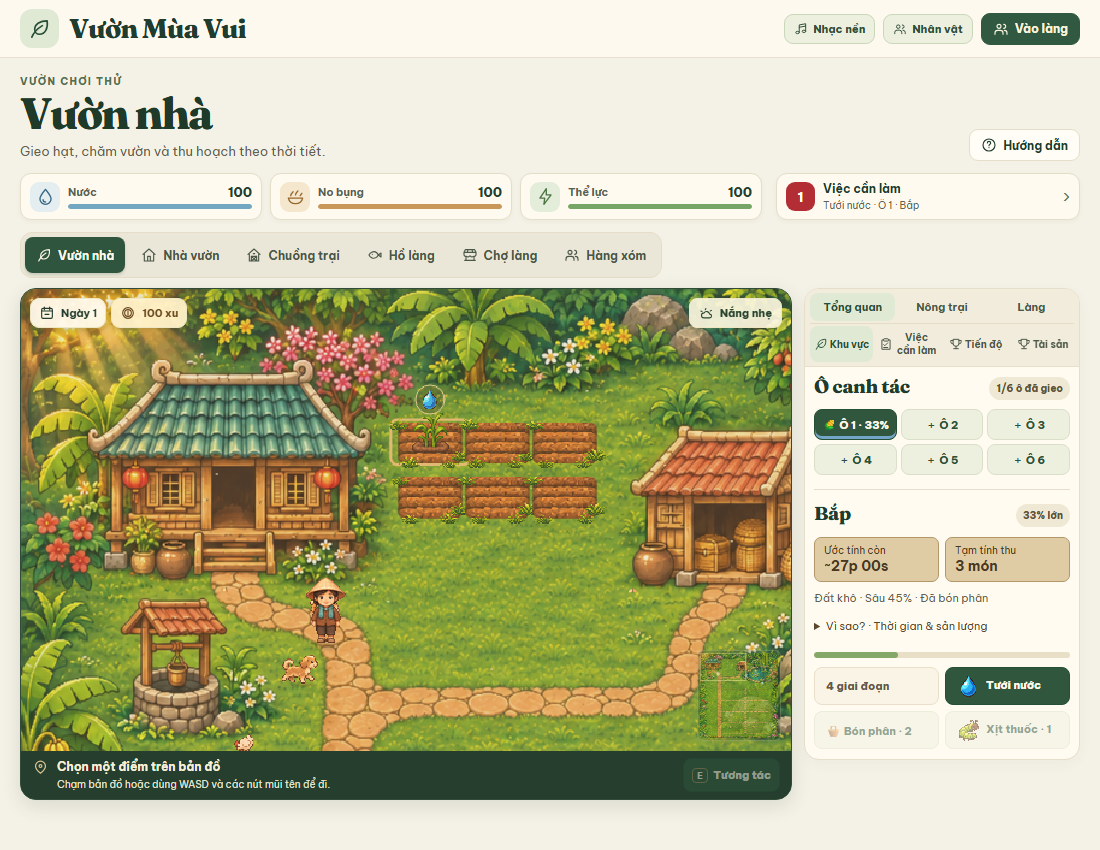 Vườn Mùa Vui
Nhạc nền
Nhân vật
Vào làng
VƯỜN CHƠI THỬ
Vườn nhà
Gieo hạt, chăm vườn và thu hoạch theo thời tiết.
Hướng dẫn
Nước 100
No bụng 100
Thể lực 100
1 Việc cần làm
Tưới nước · Ô 1 · Bắp
Vườn nhà
Nhà vườn
Chuồng trại
Hồ làng
Chợ làng
Hàng xóm
Ngày 1
100 xu
Nắng nhẹ
Chọn một điểm trên bản đồ
Chạm bản đồ hoặc dùng WASD và các nút mũi tên để đi.
E Tương tác
Tổng quan
Nông trại
Làng
Khu vực
Việc
cần làm
Tiến độ
Tài sản
Ô canh tác
1/6 ô đã gieo
Ô 1 · 33%
+ Ô 2
+ Ô 3
+ Ô 4
+ Ô 5
+ Ô 6
Bắp
33% lớn
Ước tính còn
~27p 00s
Tạm tính thu
3 món
Đất khô · Sâu 45% · Đã bón phân
Vì sao? · Thời gian & sản lượng
4 giai đoạn
Tưới nước
Bón phân · 2
Xịt thuốc · 1